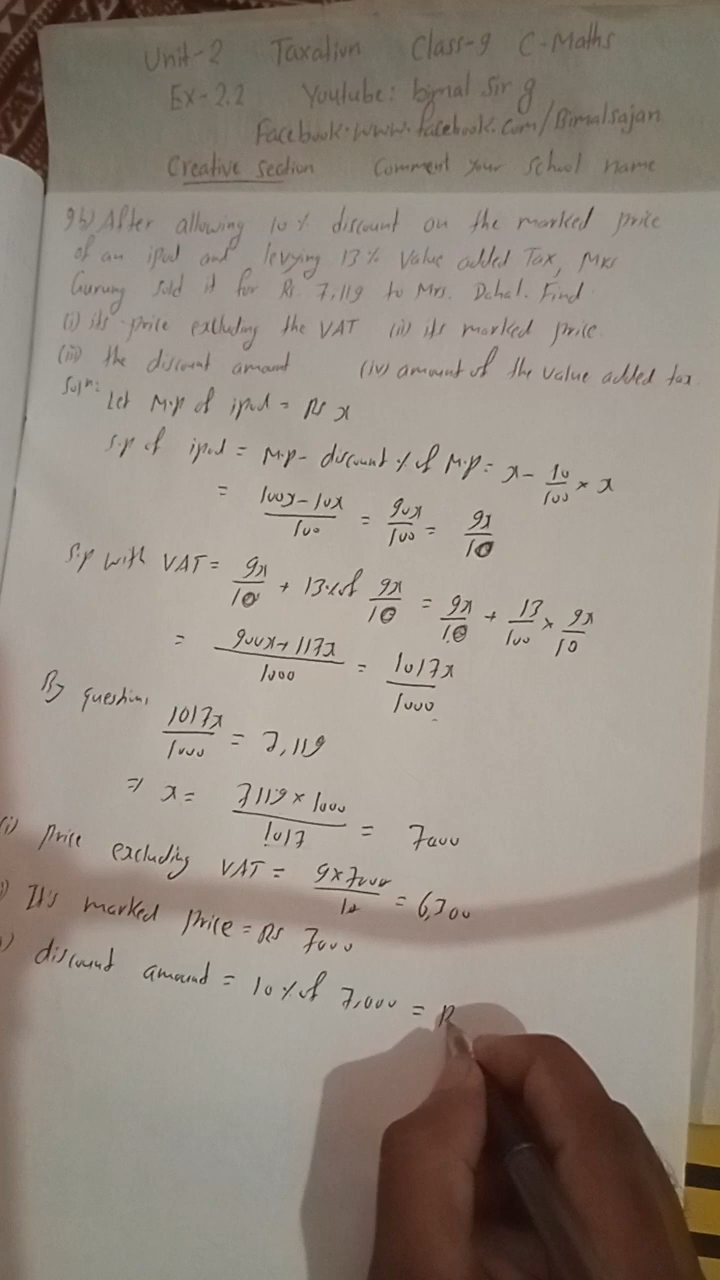 Unit-2 Taxation Class-9 C-Maths
Ex-2.2 Youtube: bimal sir g
Facebook: www.facebook.com/Bimalsajan
Creative section Comment your school name
9b) After allowing 10% discount on the marked price
of an ipod and levying 13% Value added Tax, Mrs
Gurung sold it for Rs 7,119 to Mrs. Dahal. Find
(i) its price excluding the VAT (ii) its marked price
(iii) the discount amount (iv) amount of the value added tax.
Solⁿ: Let M.P of ipod = Rs x
S.P of ipod = M.P - discount % of M.P = x - 10/100 × x
= 100x-10x/100 = 90x/100 = 9x/10
S.P with VAT = 9x/10 + 13% of 9x/10 = 9x/10 + 13/100 × 9x/10
= 900x+117x/1000 = 1017x/1000
By question,
1017x/1000 = 7,119
⇒ x = 7119×1000/1017 = 7000
(i) Price excluding VAT = 9×7000/10 = 6,300
) It's marked price = Rs 7000
) discount amount = 10% of 7,000 = R